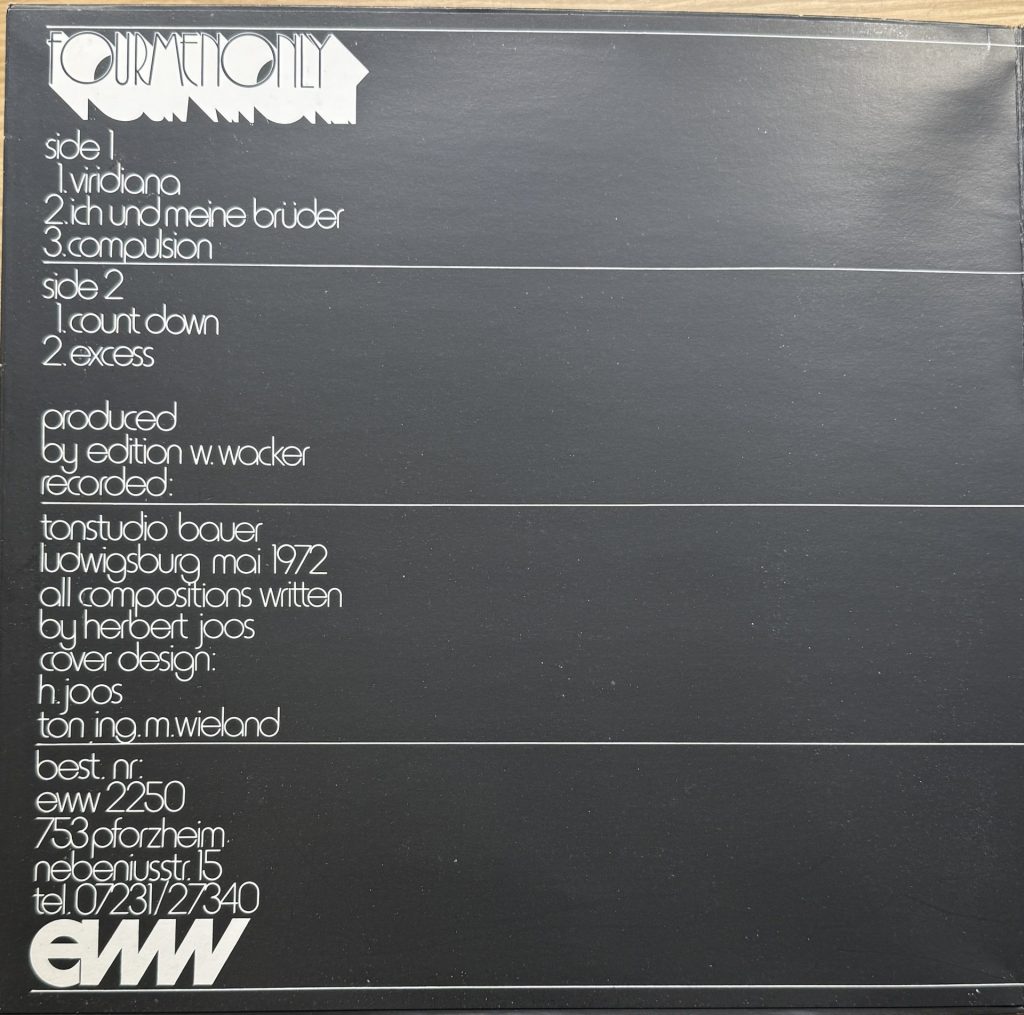 FOURMENONLY
side 1
1. viridiana
2. ich und meine brüder
3. compulsion
side 2
1. count down
2. excess
produced
by edition w. wacker
recorded:
tonstudio bauer
ludwigsburg mai 1972
all compositions written
by herbert joos
cover design:
h. joos
ton ing. m. wieland
best. nr:
eww 2250
753 pforzheim
nebeniusstr. 15
tel. 07231/27340
eww